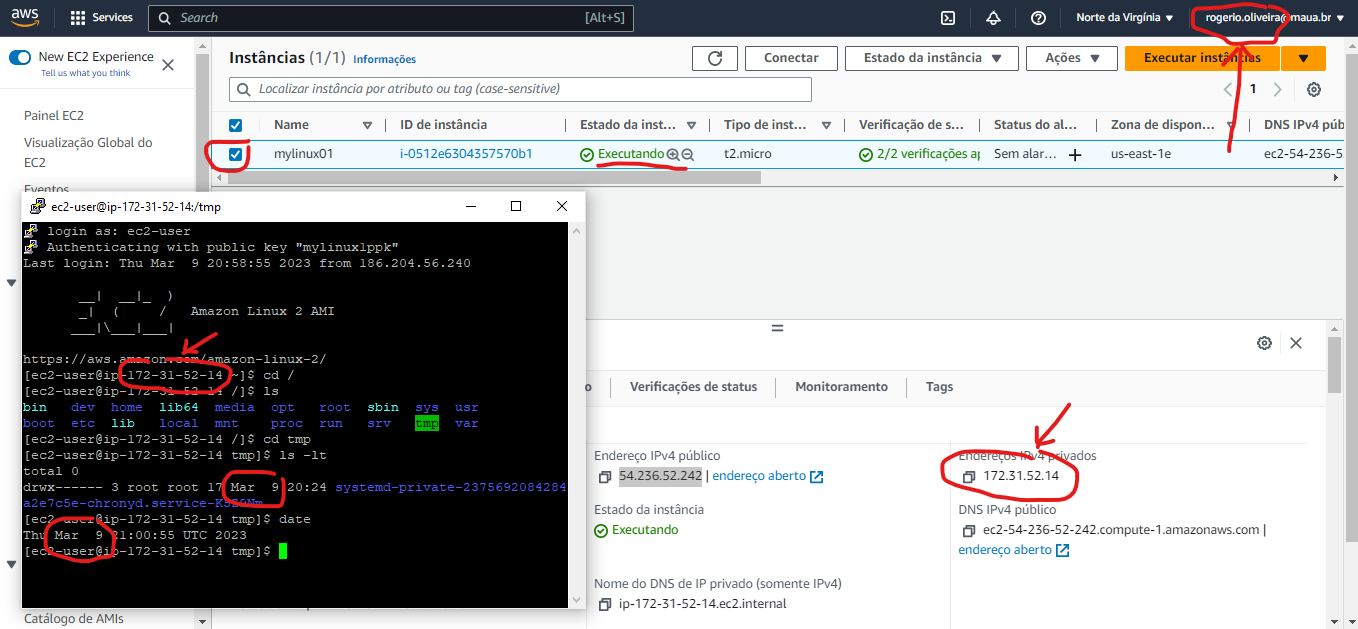 aws
Services
Search
[Alt+S]
Norte da Virgínia
rogerio.oliveira@maua.br
New EC2 Experience
Tell us what you think
Painel EC2
Visualização Global do
EC2
Eventos
Catálogo de AMIs
Instâncias (1/1) Informações
Conectar
Estado da instância
Ações
Executar instâncias
Localizar instância por atributo ou tag (case-sensitive)
1
Name
ID de instância
Estado da inst...
Tipo de inst...
Verificação de s...
Status do al...
Zona de dispon...
DNS IPv4 púb
mylinux01
i-0512e6304357570b1
Executando
t2.micro
2/2 verificações ap
Sem alar...
us-east-1e
ec2-54-236-5
ec2-user@ip-172-31-52-14:/tmp
login as: ec2-user
Authenticating with public key "mylinux1ppk"
Last login: Thu Mar  9 20:58:55 2023 from 186.204.56.240
__|  __|_  )
_|  (     /   Amazon Linux 2 AMI
___|\___|___|
https://aws.amazon.com/amazon-linux-2/
[ec2-user@ip-172-31-52-14 ~]$ cd /
[ec2-user@ip-172-31-52-14 /]$ ls
bin   dev  home  lib64  media  opt   root  sbin  sys  usr
boot  etc  lib   local  mnt    proc  run   srv   tmp  var
[ec2-user@ip-172-31-52-14 /]$ cd tmp
[ec2-user@ip-172-31-52-14 tmp]$ ls -lt
total 0
drwx------ 3 root root 17 Mar  9 20:24 systemd-private-2375692084284
a2e7c5e-chronyd.service-
[ec2-user@ip-172-31-52-14 tmp]$ date
Thu Mar  9 21:00:55 UTC 2023
[ec2-user@ip-172-31-52-14 tmp]$
o
Verificações de status
Monitoramento
Tags
Endereço IPv4 público
54.236.52.242 | endereço aberto
Estado da instância
Executando
Nome do DNS de IP privado (somente IPv4)
ip-172-31-52-14.ec2.internal
Endereços IPv4 privados
172.31.52.14
DNS IPv4 público
ec2-54-236-52-242.compute-1.amazonaws.com |
endereço aberto